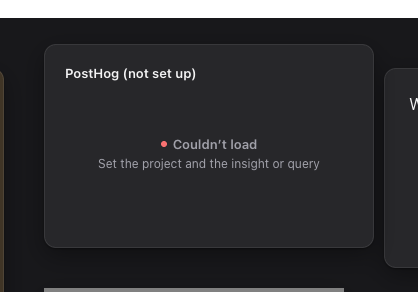 PostHog (not set up)
Couldn’t load
Set the project and the insight or query
W